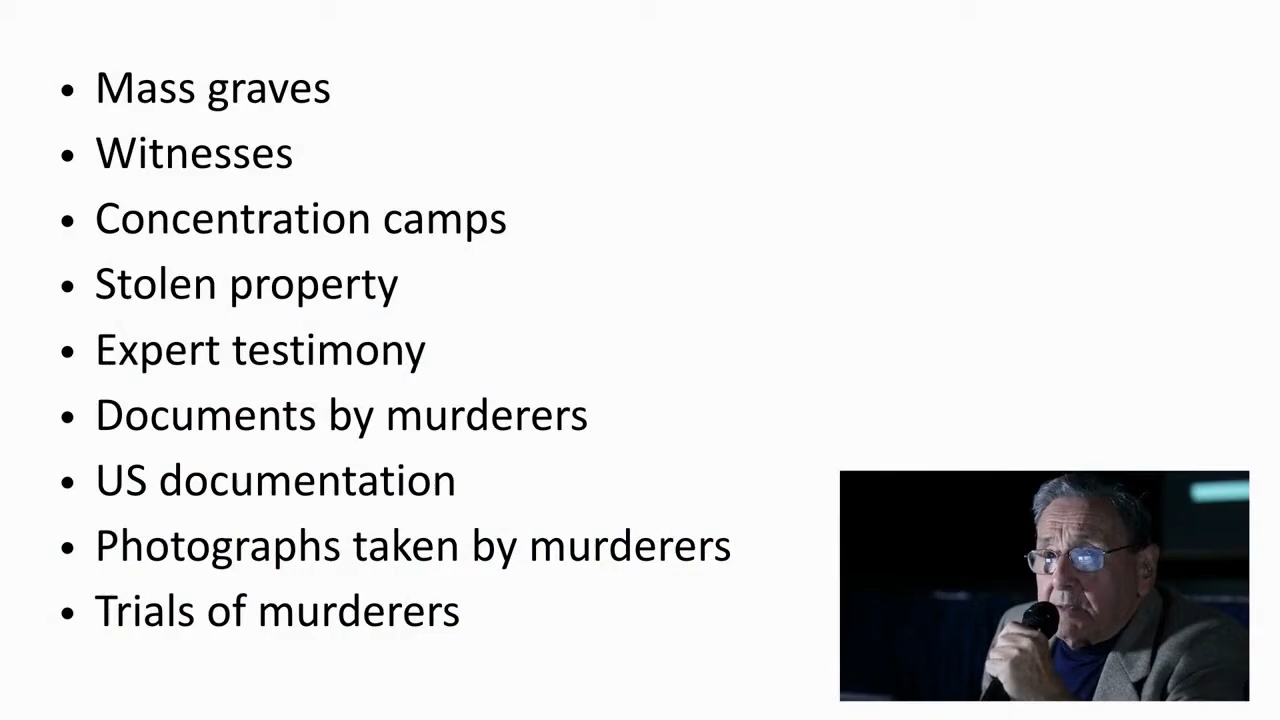 • Mass graves
• Witnesses
• Concentration camps
• Stolen property
• Expert testimony
• Documents by murderers
• US documentation
• Photographs taken by murderers
• Trials of murderers